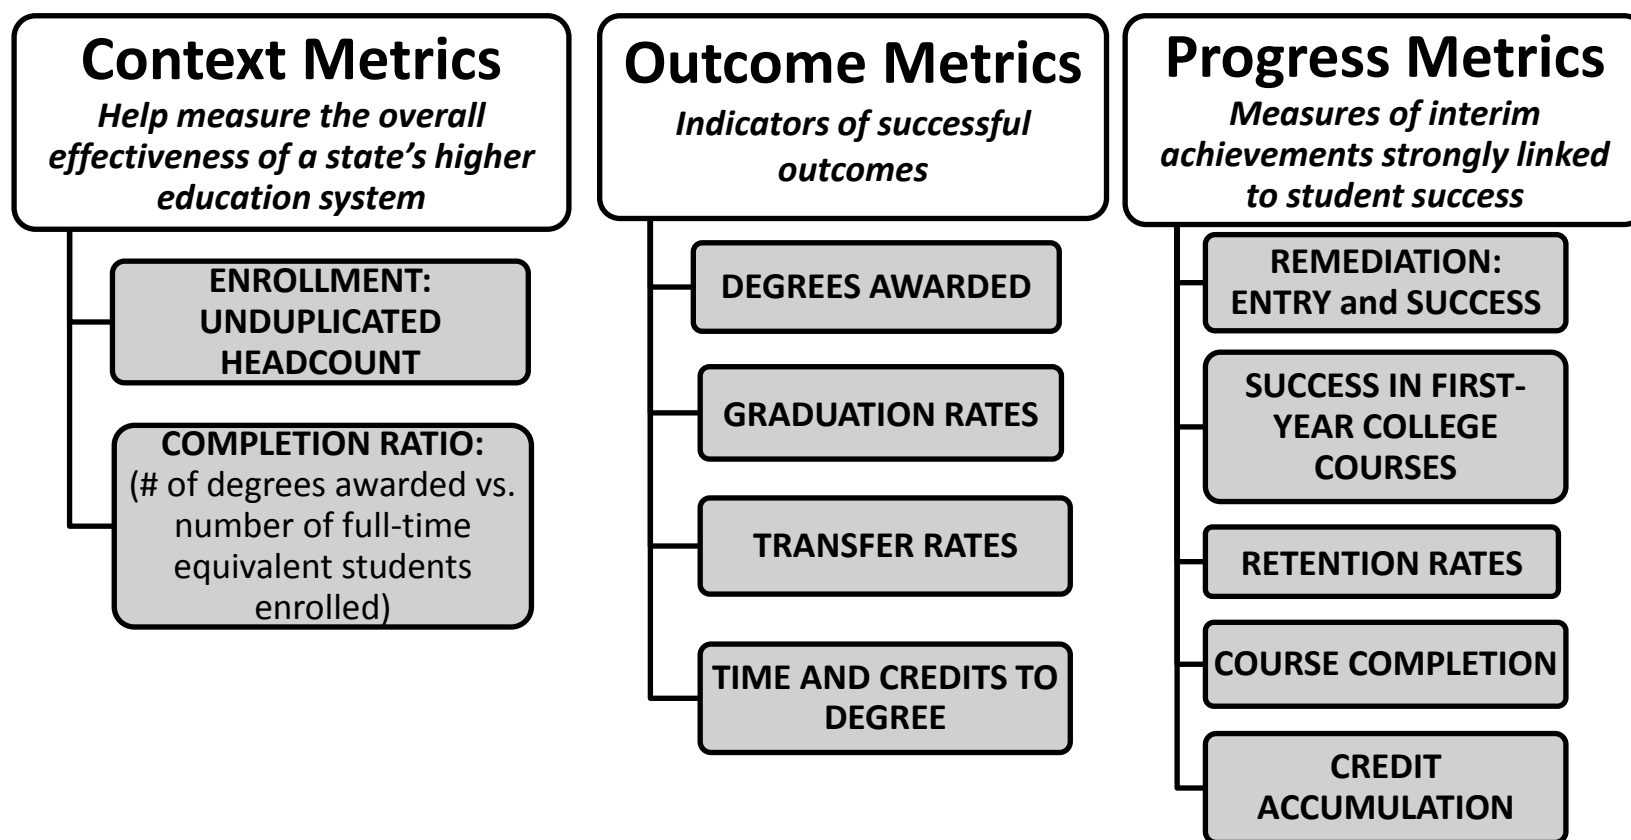 Context Metrics
Help measure the overall
effectiveness of a state’s higher
education system
ENROLLMENT:
UNDUPLICATED
HEADCOUNT
COMPLETION RATIO:
(# of degrees awarded vs.
number of full-time
equivalent students
enrolled)
Outcome Metrics
Indicators of successful
outcomes
DEGREES AWARDED
GRADUATION RATES
TRANSFER RATES
TIME AND CREDITS TO
DEGREE
Progress Metrics
Measures of interim
achievements strongly linked
to student success
REMEDIATION:
ENTRY and SUCCESS
SUCCESS IN FIRST-
YEAR COLLEGE
COURSES
RETENTION RATES
COURSE COMPLETION
CREDIT
ACCUMULATION